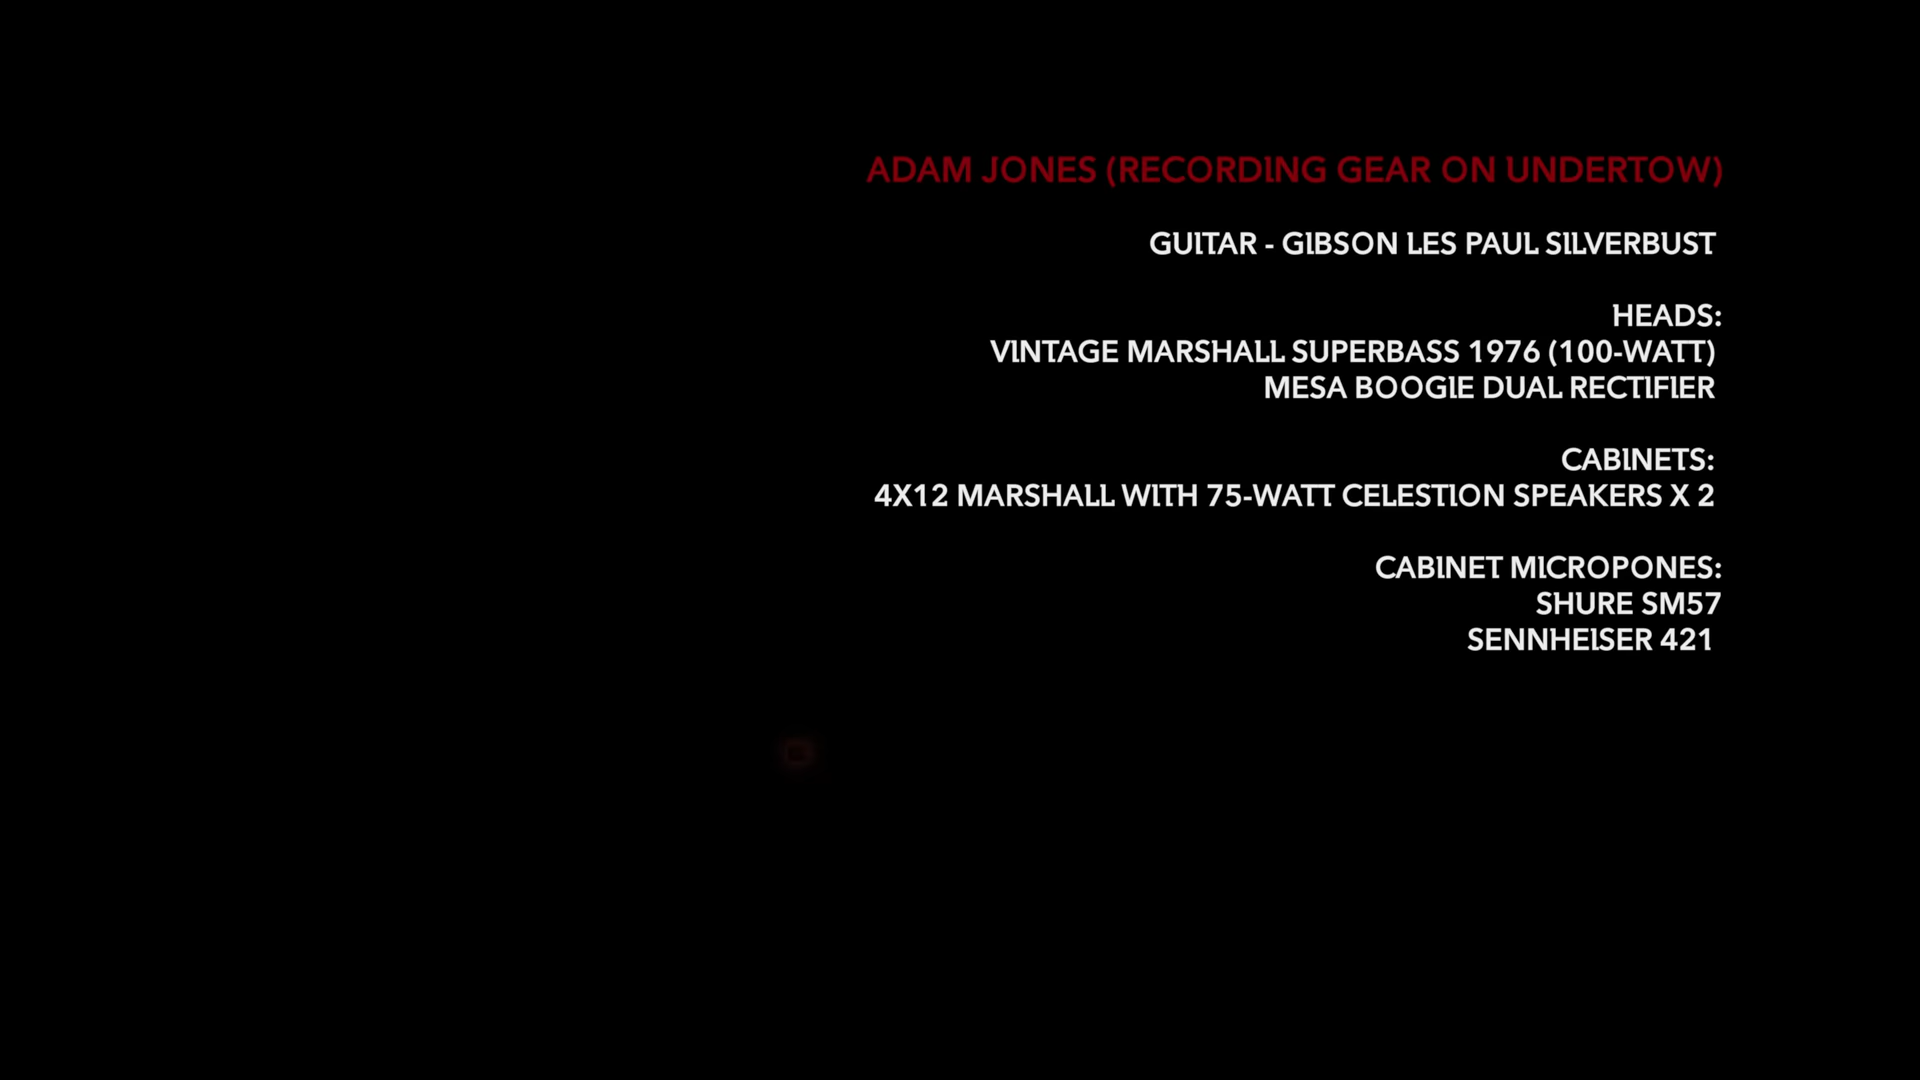 ADAM JONES (RECORDING GEAR ON UNDERTOW)
GUITAR - GIBSON LES PAUL SILVERBUST
HEADS:
VINTAGE MARSHALL SUPERBASS 1976 (100-WATT)
MESA BOOGIE DUAL RECTIFIER
CABINETS:
4X12 MARSHALL WITH 75-WATT CELESTION SPEAKERS X 2
CABINET MICROPONES:
SHURE SM57
SENNHEISER 421